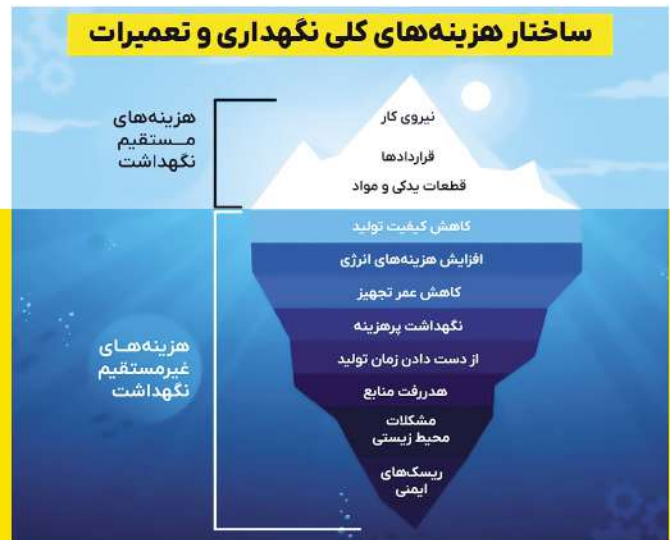 ساختار هزینه‌های کلی نگهداری و تعمیرات
هزینه‌های
مـــستقیم
نگهداشت
نیروی کار
قراردادها
قطعات یدکی و مواد
کاهش کیفیت تولید
افزایش هزینه‌های انرژی
کاهش عمر تجهیز
نگهداشت پرهزینه
از دست دادن زمان تولید
هدررفت منابع
مشکلات
محیط زیستی
ریسک‌های
ایمنی
هزینه‌هــای
غیرمستقیم
نگهداشت